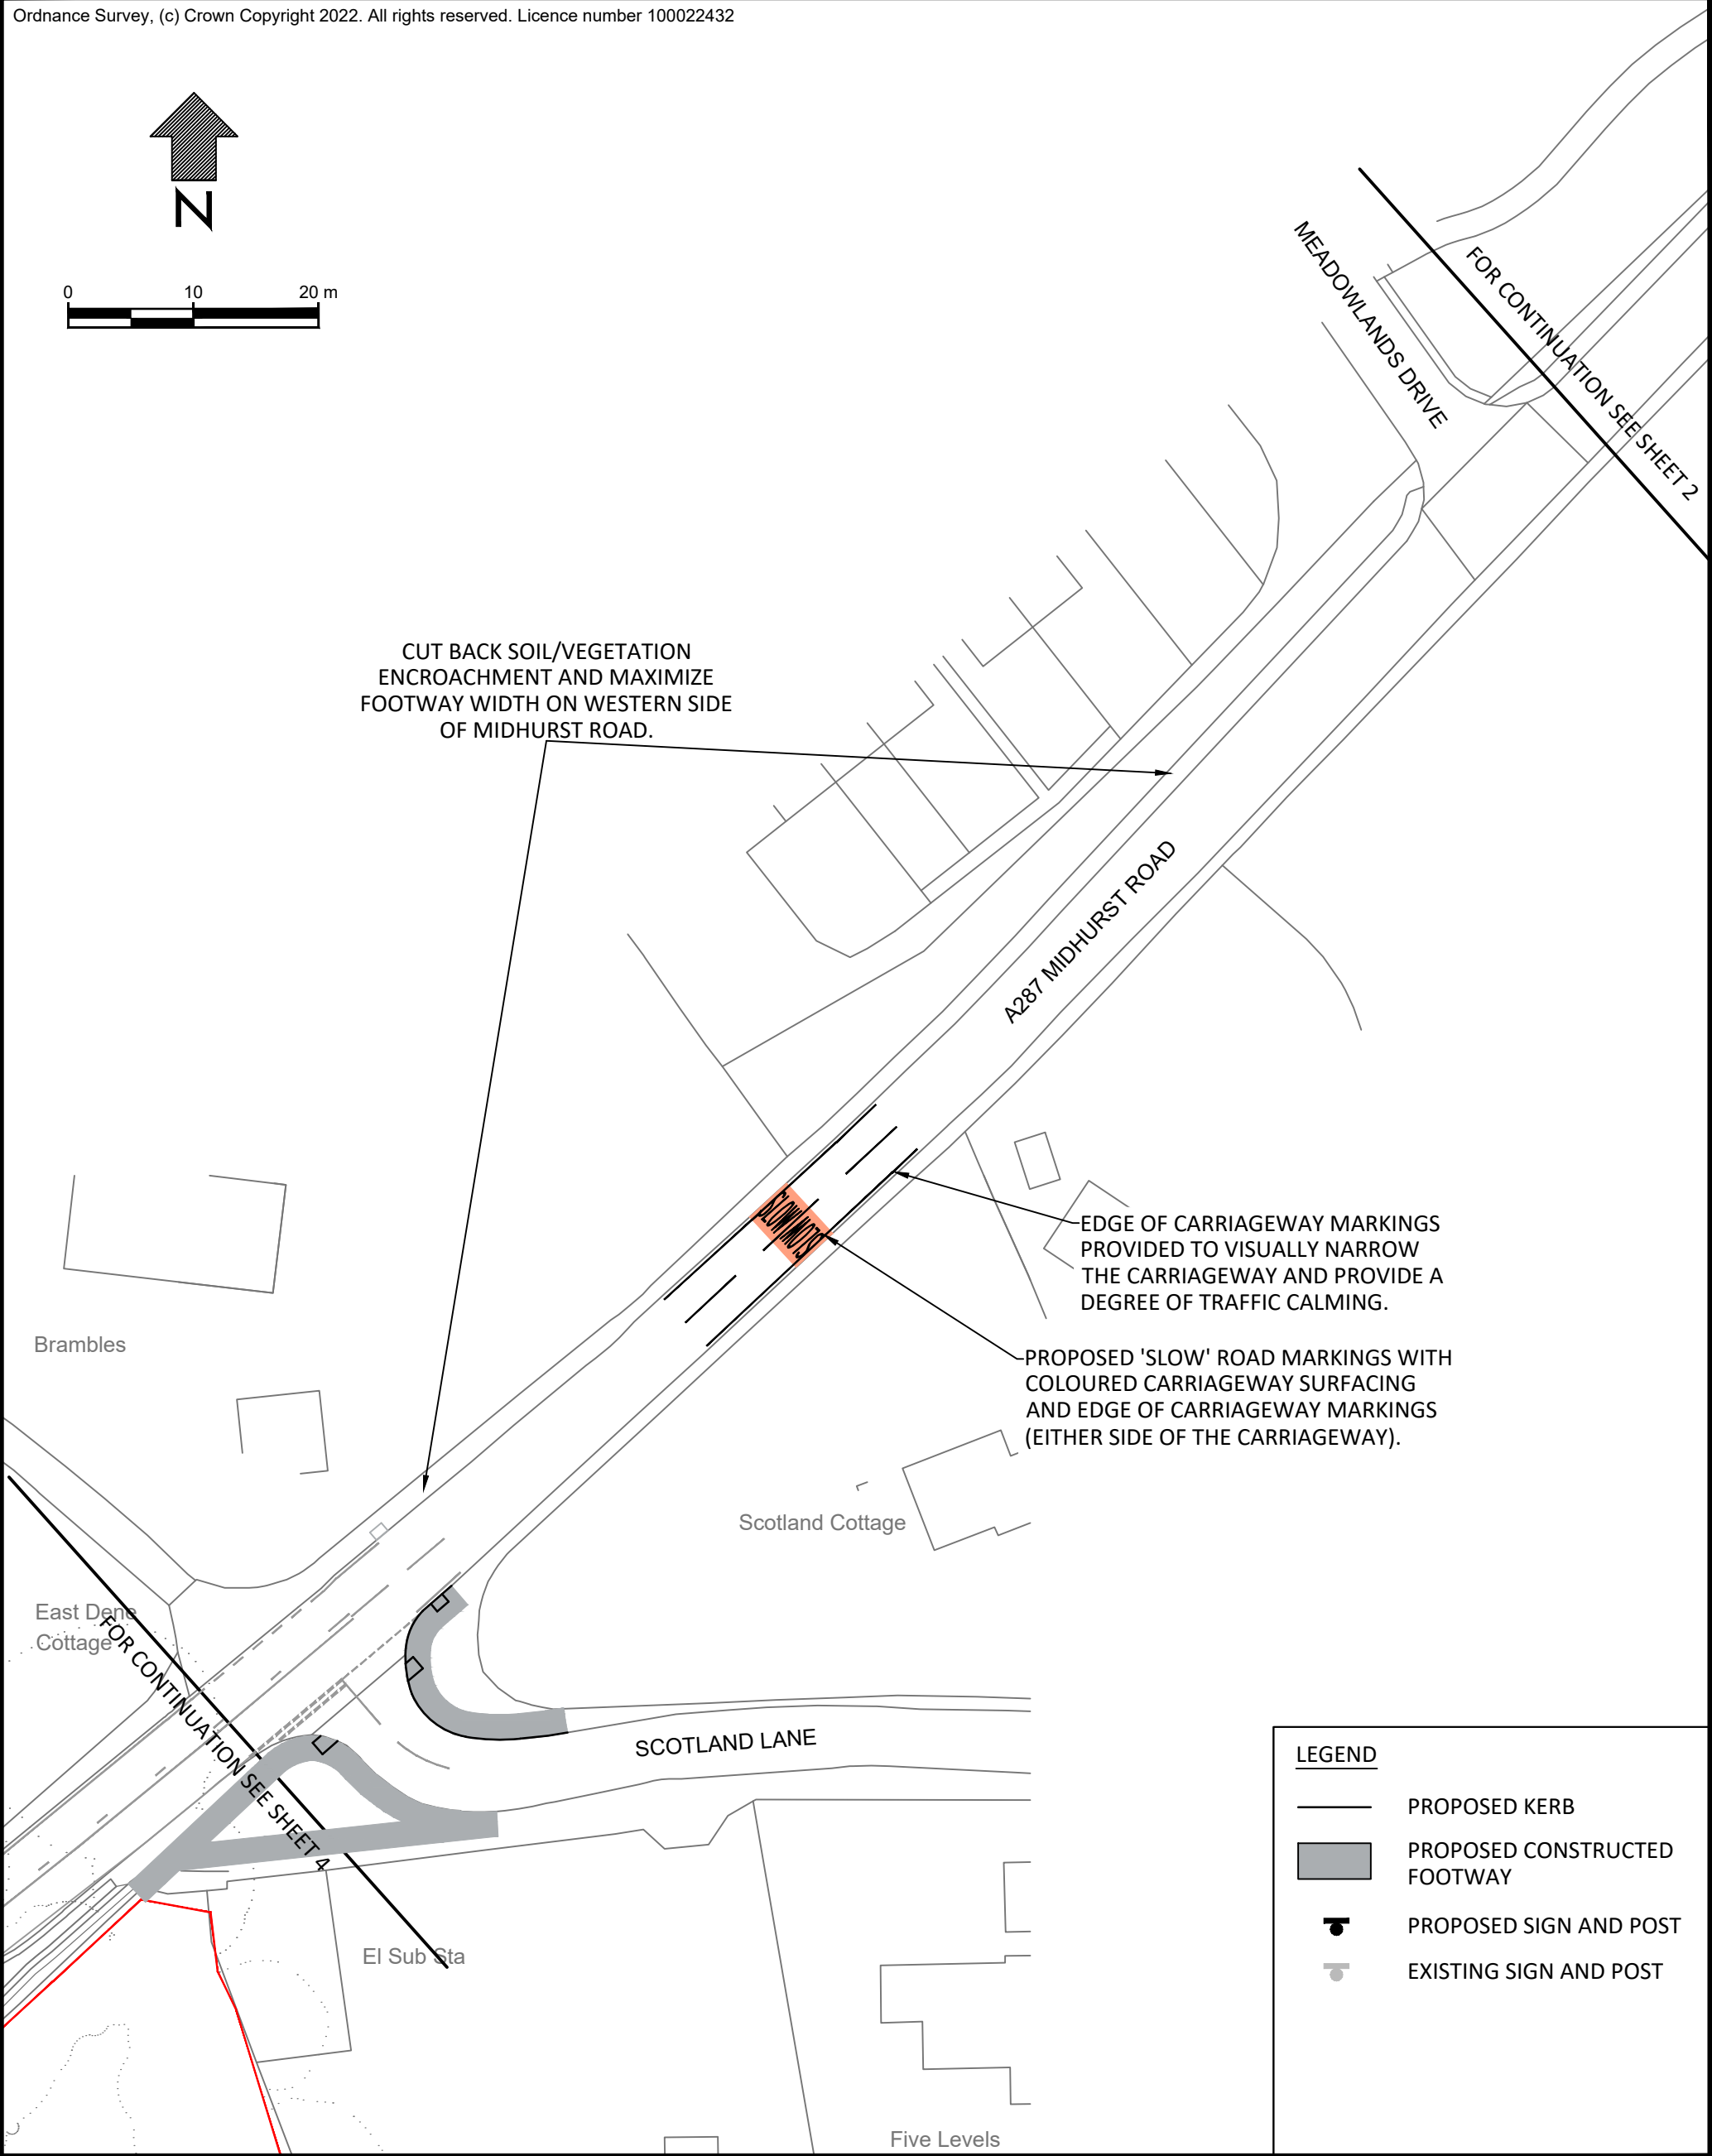 Ordnance Survey, (c) Crown Copyright 2022. All rights reserved. Licence number 100022432
N
0 10 20 m
MEADOWLANDS DRIVE
FOR CONTINUATION SEE SHEET 2
CUT BACK SOIL/VEGETATION
ENCROACHMENT AND MAXIMIZE
FOOTWAY WIDTH ON WESTERN SIDE
OF MIDHURST ROAD.
A287 MIDHURST ROAD
SLOW
SLOW
EDGE OF CARRIAGEWAY MARKINGS
PROVIDED TO VISUALLY NARROW
THE CARRIAGEWAY AND PROVIDE A
DEGREE OF TRAFFIC CALMING.
PROPOSED 'SLOW' ROAD MARKINGS WITH
COLOURED CARRIAGEWAY SURFACING
AND EDGE OF CARRIAGEWAY MARKINGS
(EITHER SIDE OF THE CARRIAGEWAY).
Brambles
Scotland Cottage
East Dene
Cottage
FOR CONTINUATION SEE SHEET 4
SCOTLAND LANE
El Sub Sta
Five Levels
LEGEND
PROPOSED KERB
PROPOSED CONSTRUCTED
FOOTWAY
PROPOSED SIGN AND POST
EXISTING SIGN AND POST